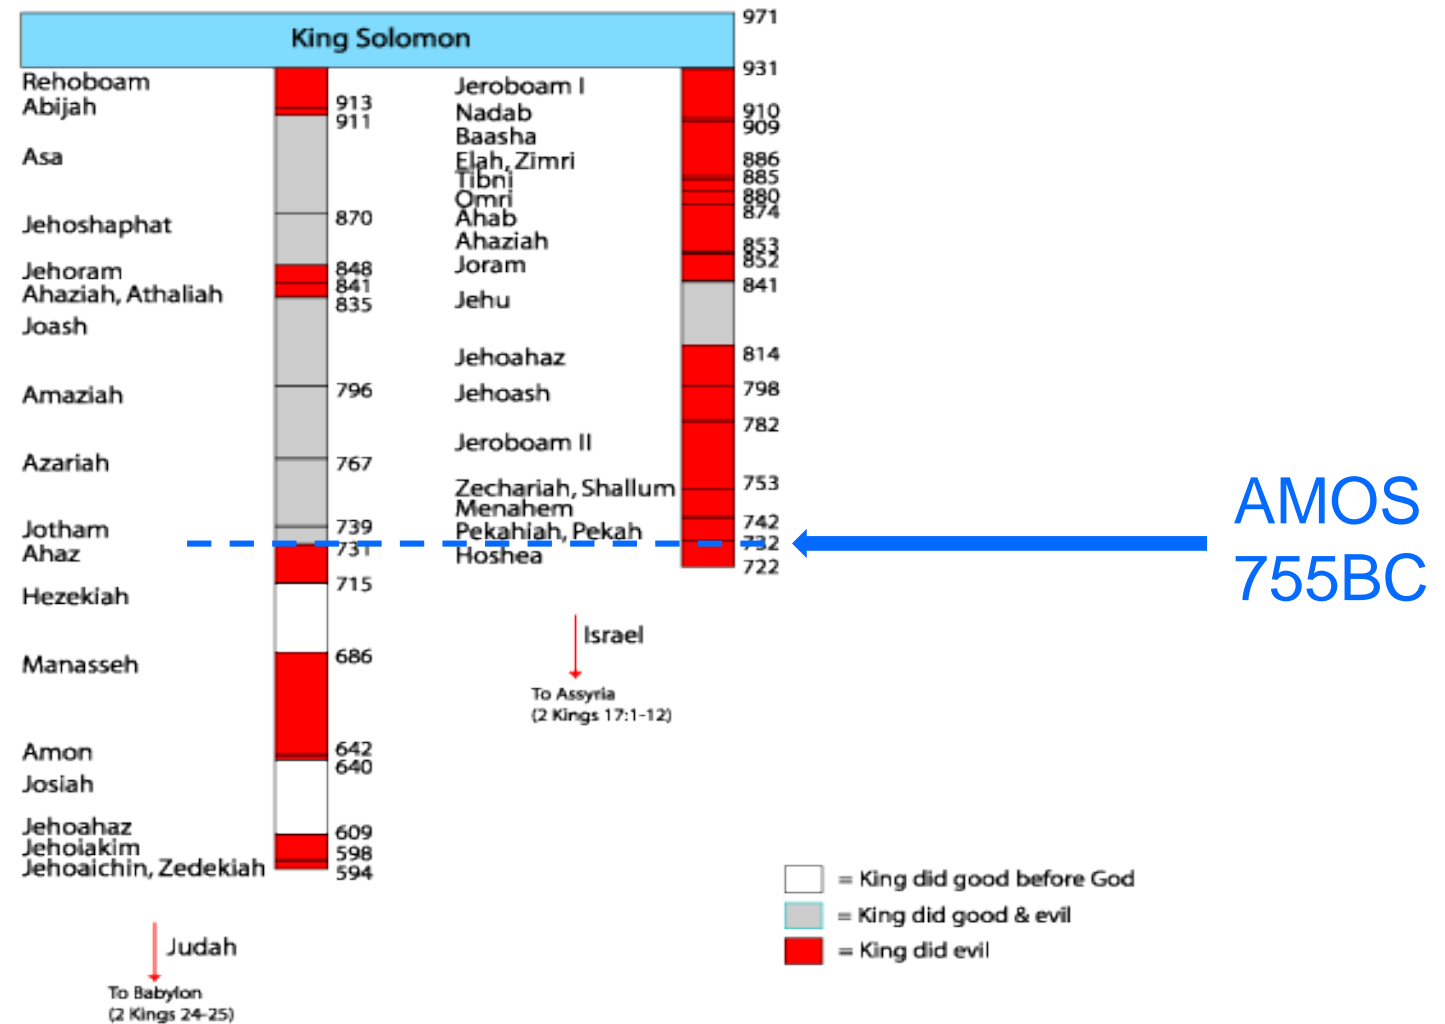 King Solomon
971
931
Rehoboam
Abijah
913
911
Asa
Jehoshaphat
870
Jehoram
848
Ahaziah, Athaliah
841
835
Joash
Amaziah
796
Azariah
767
Jotham
739
Ahaz
731
Hezekiah
715
Manasseh
686
Amon
642
640
Josiah
Jehoahaz
609
Jehoiakim
598
Jehoaichin, Zedekiah
594
Judah
To Babylon
(2 Kings 24-25)
Jeroboam I
Nadab
910
909
Baasha
Elah, Zimri
886
Tibni
885
Omri
880
Ahab
874
Ahaziah
853
852
Joram
841
Jehu
Jehoahaz
814
Jehoash
798
782
Jeroboam II
Zechariah, Shallum
753
Menahem
742
Pekahiah, Pekah
732
Hoshea
722
Israel
To Assyria
(2 Kings 17:1-12)
AMOS
755BC
= King did good before God
= King did good & evil
= King did evil